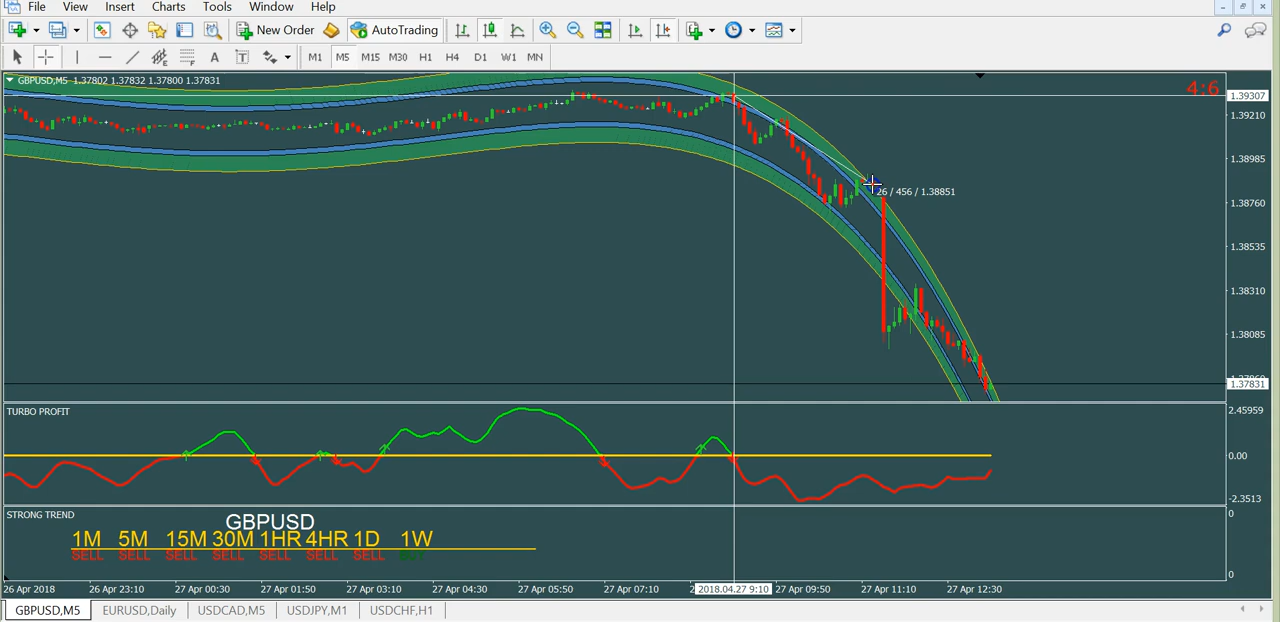 File View Insert Charts Tools Window Help
New Order AutoTrading
A T M1 M5 M15 M30 H1 H4 D1 W1 MN
GBPUSD,M5 1.37802 1.37832 1.37800 1.37831
4:6
1.39307
1.39210
1.38985
26 / 456 / 1.38851
1.38760
1.38535
1.38310
1.38085
1.37831
TURBO PROFIT
2.45959
0.00
-2.3513
STRONG TREND
0
GBPUSD
1M 5M 15M 30M 1HR 4HR 1D 1W
SELL SELL SELL SELL SELL SELL SELL BUY
0
26 Apr 2018 26 Apr 23:10 27 Apr 00:30 27 Apr 01:50 27 Apr 03:10 27 Apr 04:30 27 Apr 05:50 27 Apr 07:10 2018.04.27 9:10 27 Apr 09:50 27 Apr 11:10 27 Apr 12:30
GBPUSD,M5 EURUSD,Daily USDCAD,M5 USDJPY,M1 USDCHF,H1